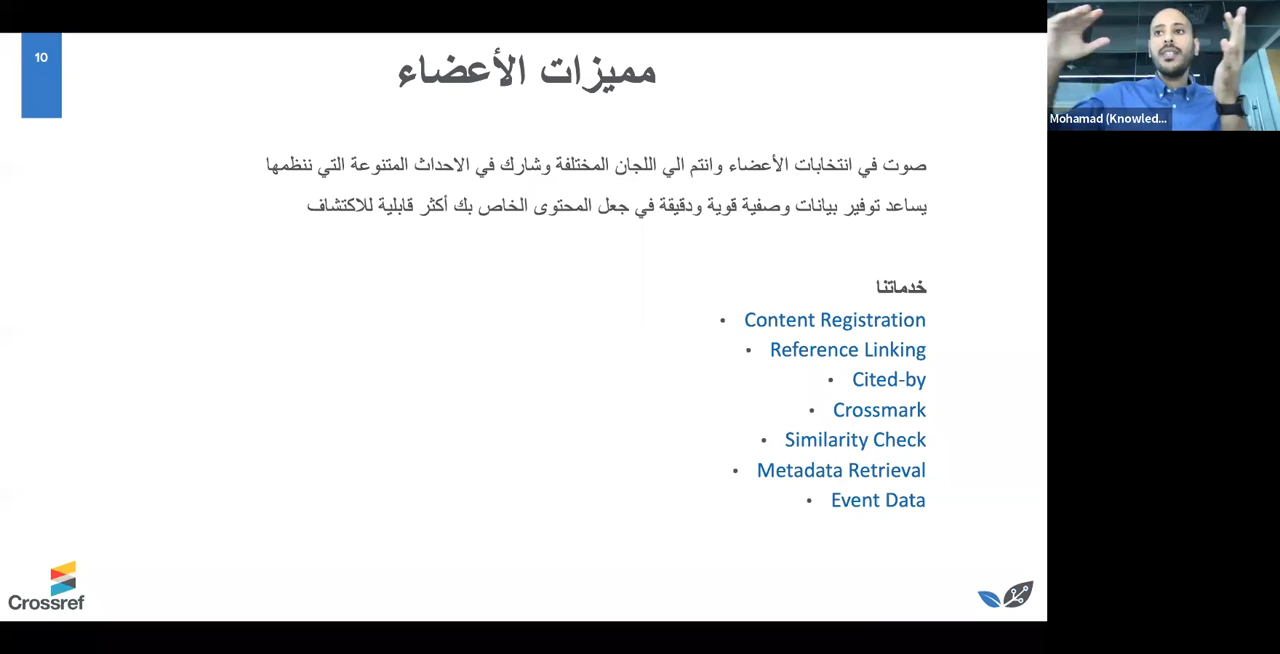 10
مميزات الأعضاء
صوت في انتخابات الأعضاء وانتم الي اللجان المختلفة وشارك في الاحداث المتنوعة التي ننظمها
يساعد توفير بيانات وصفية قوية ودقيقة في جعل المحتوى الخاص بك أكثر قابلية للاكتشاف
خدماتنا
• Content Registration
• Reference Linking
• Cited-by
• Crossmark
• Similarity Check
• Metadata Retrieval
• Event Data
Crossref
Mohamad (Knowled...